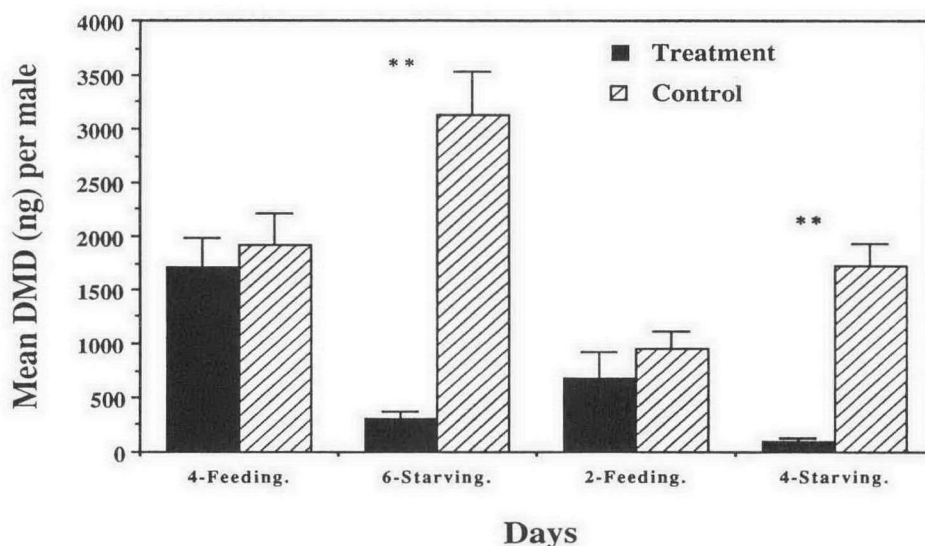 4000
3500
3000
2500
2000
1500
1000
500
0
Mean DMD (ng) per male
**
**
Treatment
Control
4-Feeding.
6-Starving.
2-Feeding.
4-Starving.
Days